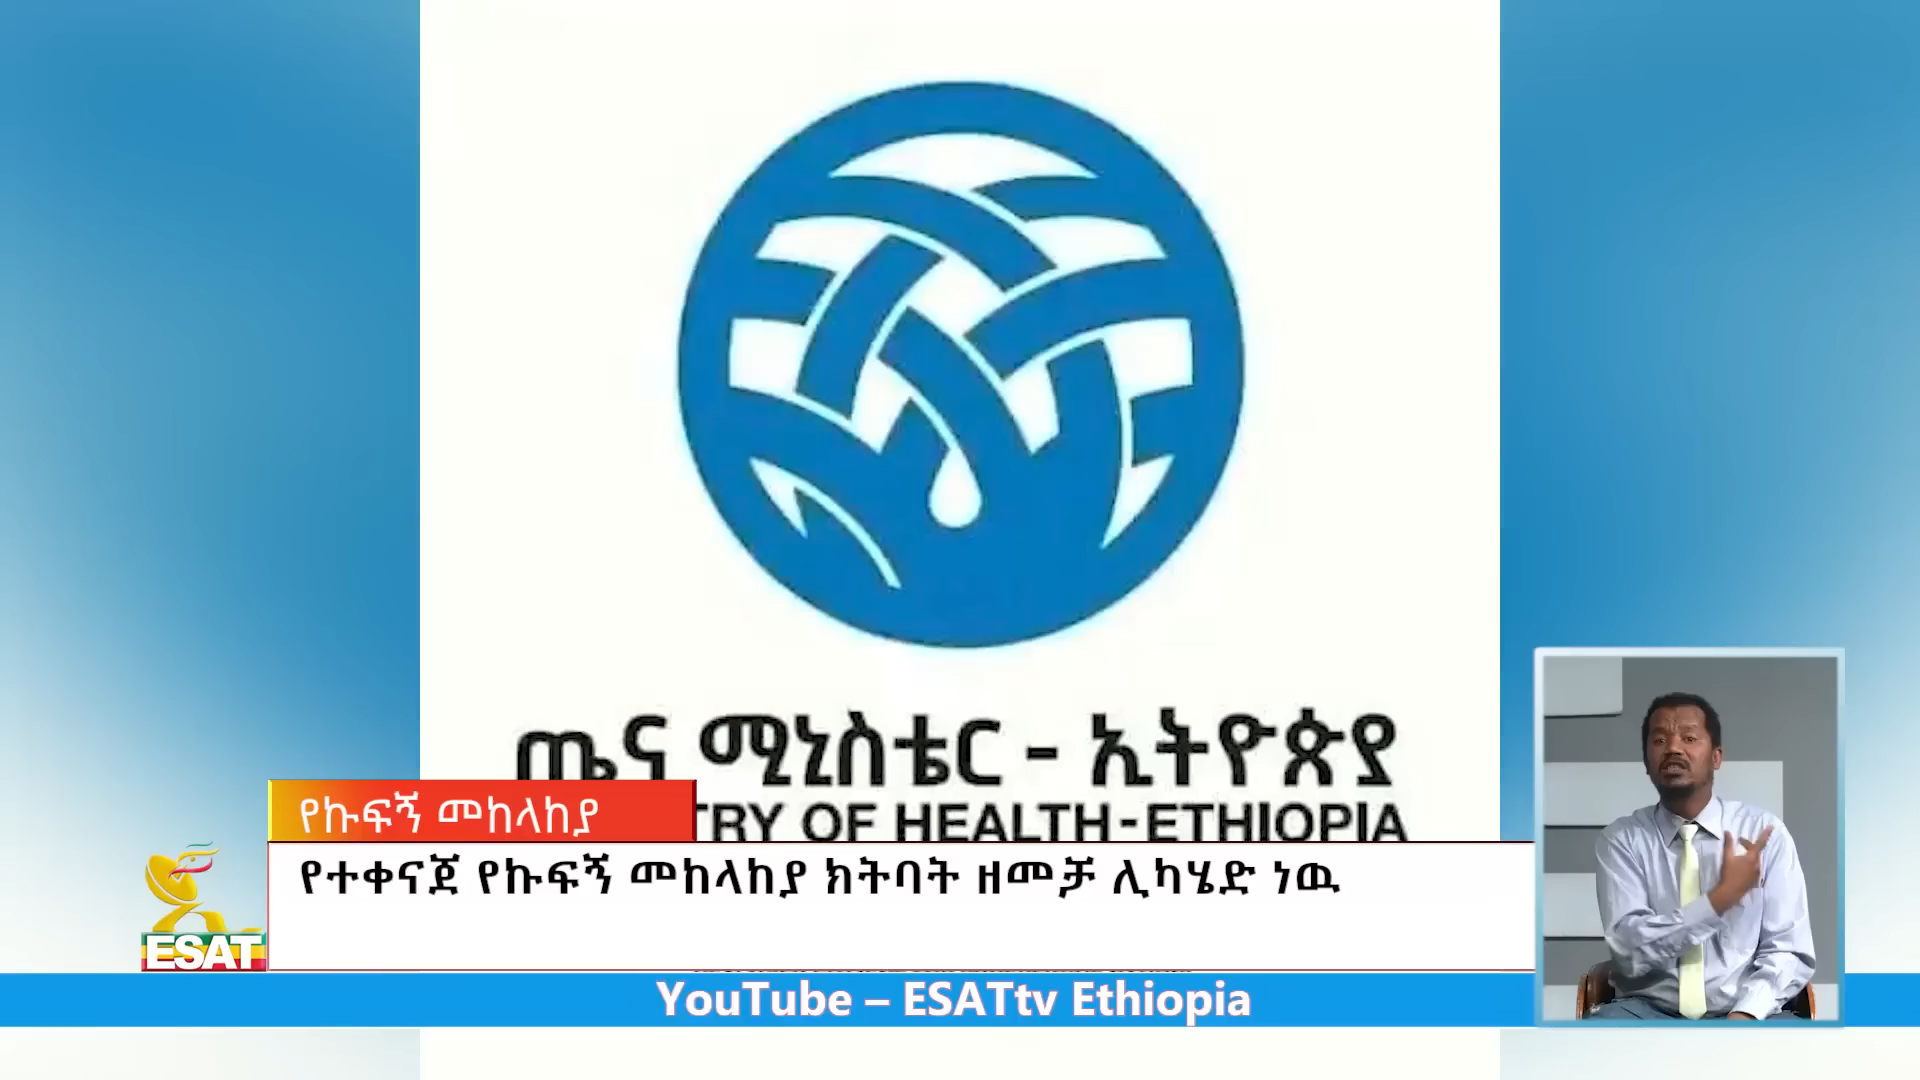 ጤና ሚኒስቴር - ኢትዮጵያ
TRY OF HEALTH-ETHIOPIA
የኩፍኝ መከላከያ
የተቀናጀ የኩፍኝ መከላከያ ክትባት ዘመቻ ሊካሄድ ነዉ
ESAT
YouTube – ESATtv Ethiopia